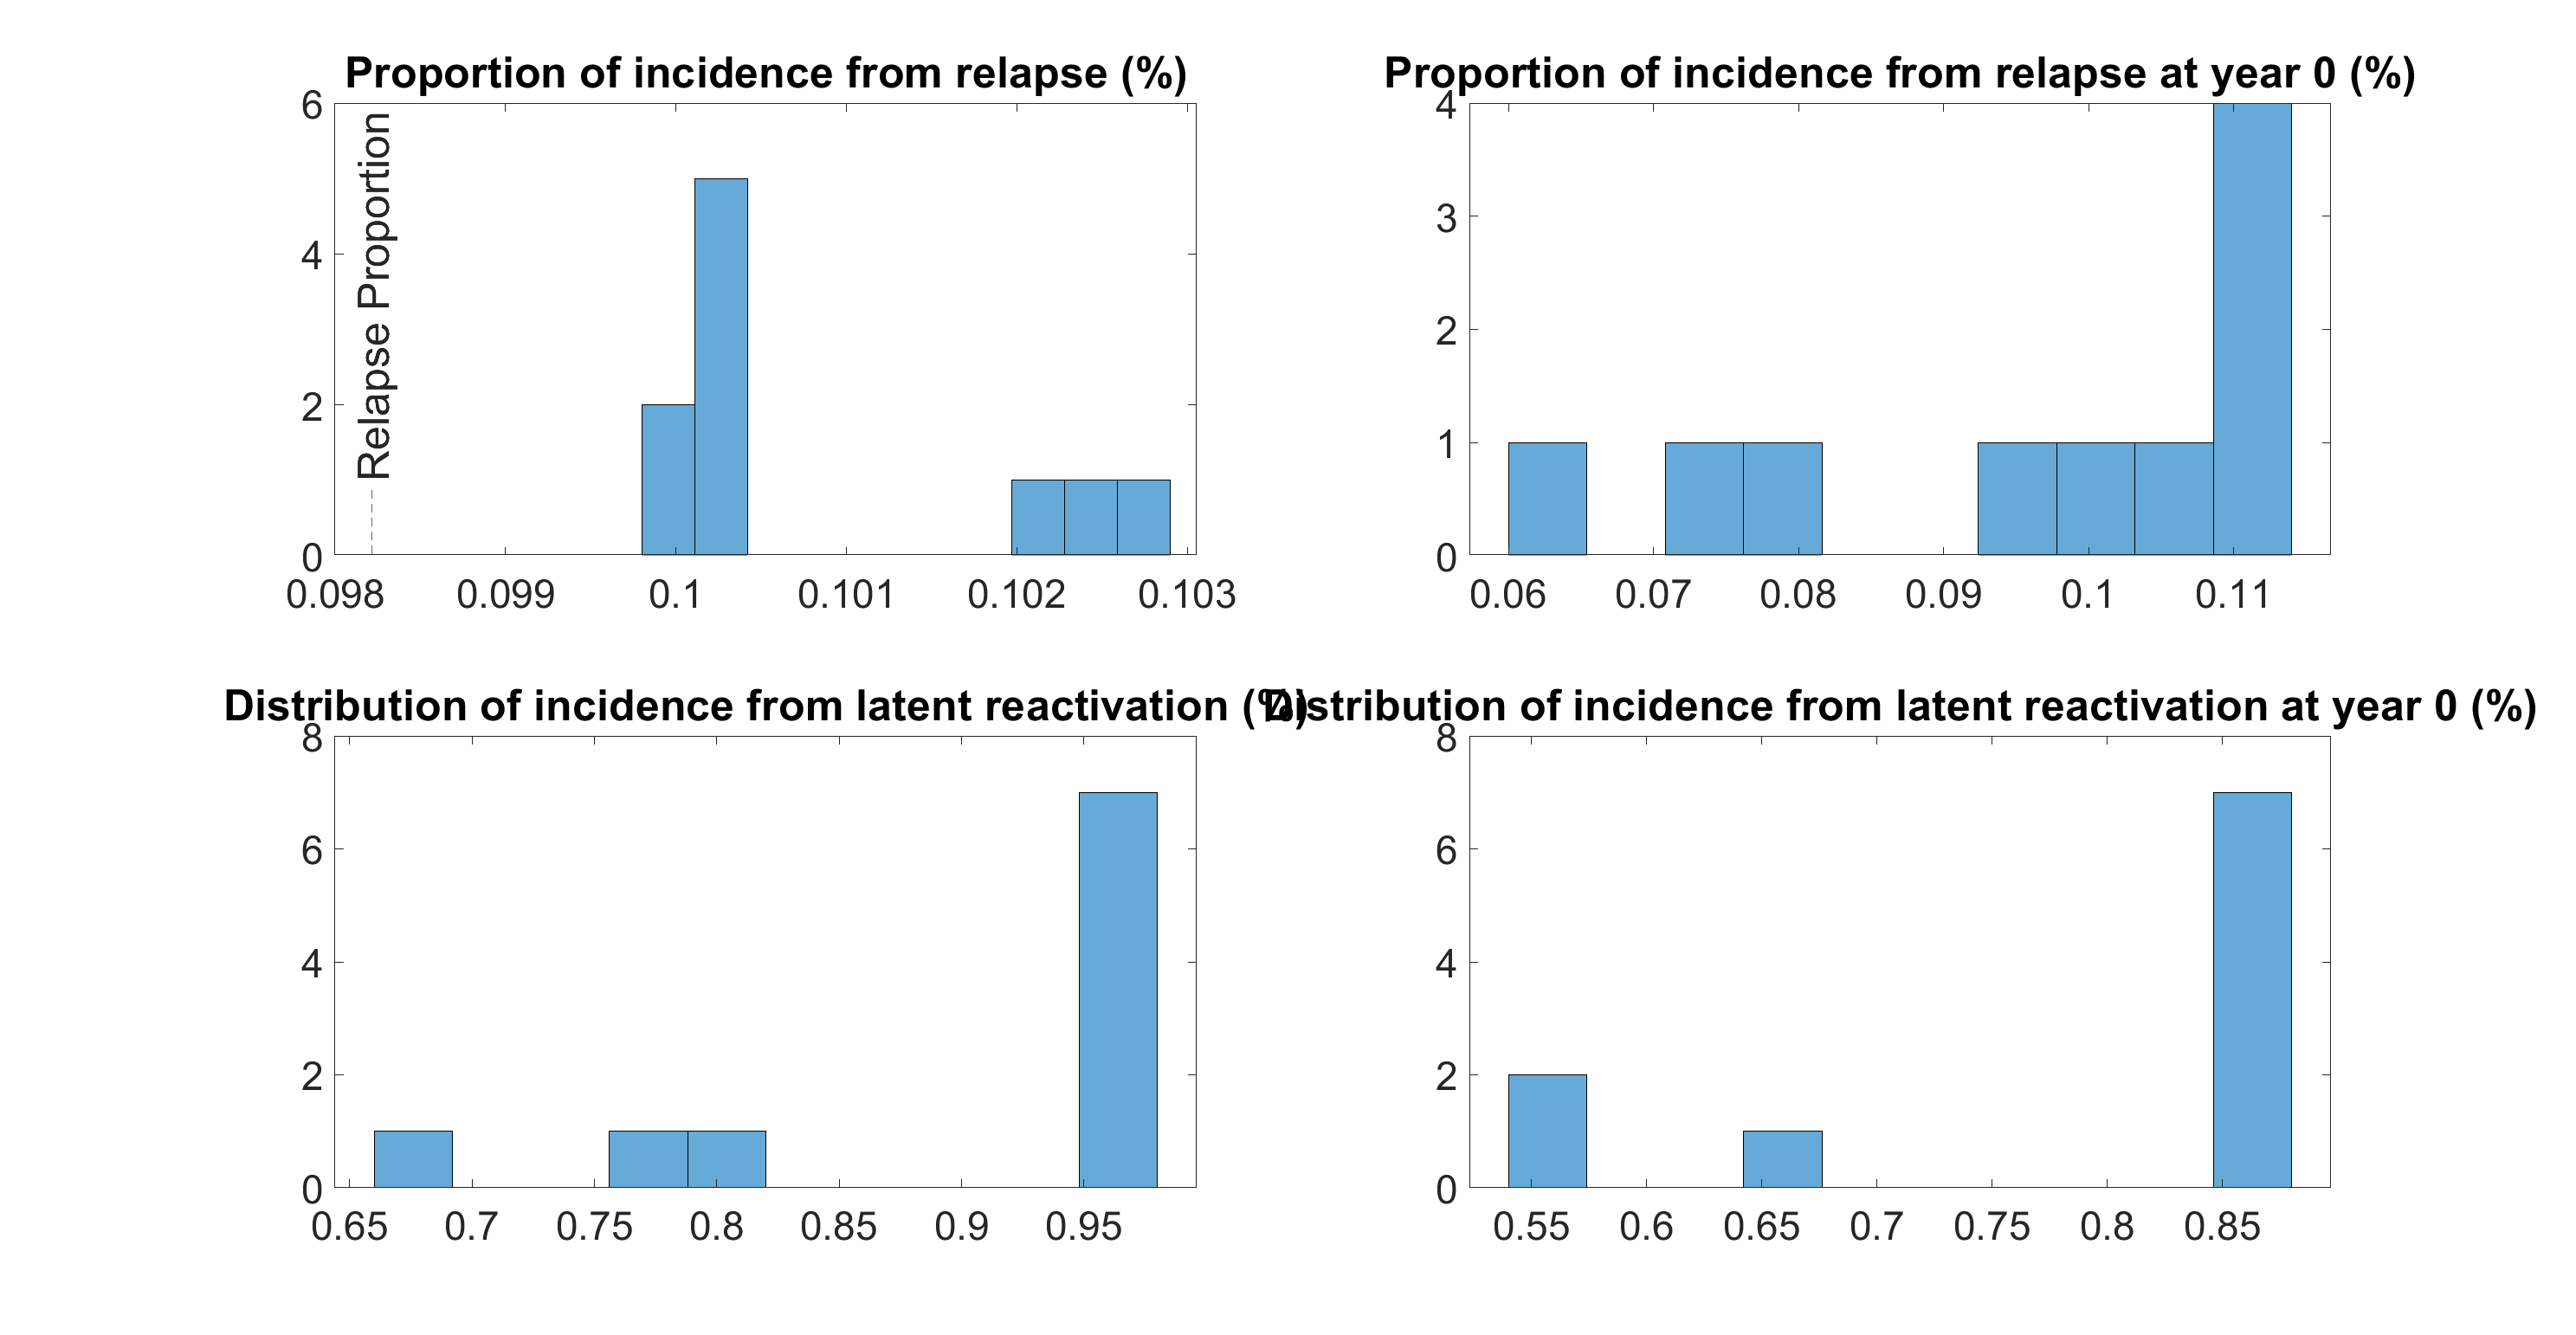 Proportion of incidence from relapse (%)
6
4
2
0
Relapse Proportion
0.098 0.099 0.1 0.101 0.102 0.103
Proportion of incidence from relapse at year 0 (%)
4
3
2
1
0
0.06 0.07 0.08 0.09 0.1 0.11
Distribution of incidence from latent reactivation (%)
8
6
4
2
0
0.65 0.7 0.75 0.8 0.85 0.9 0.95
Distribution of incidence from latent reactivation at year 0 (%)
8
6
4
2
0
0.55 0.6 0.65 0.7 0.75 0.8 0.85